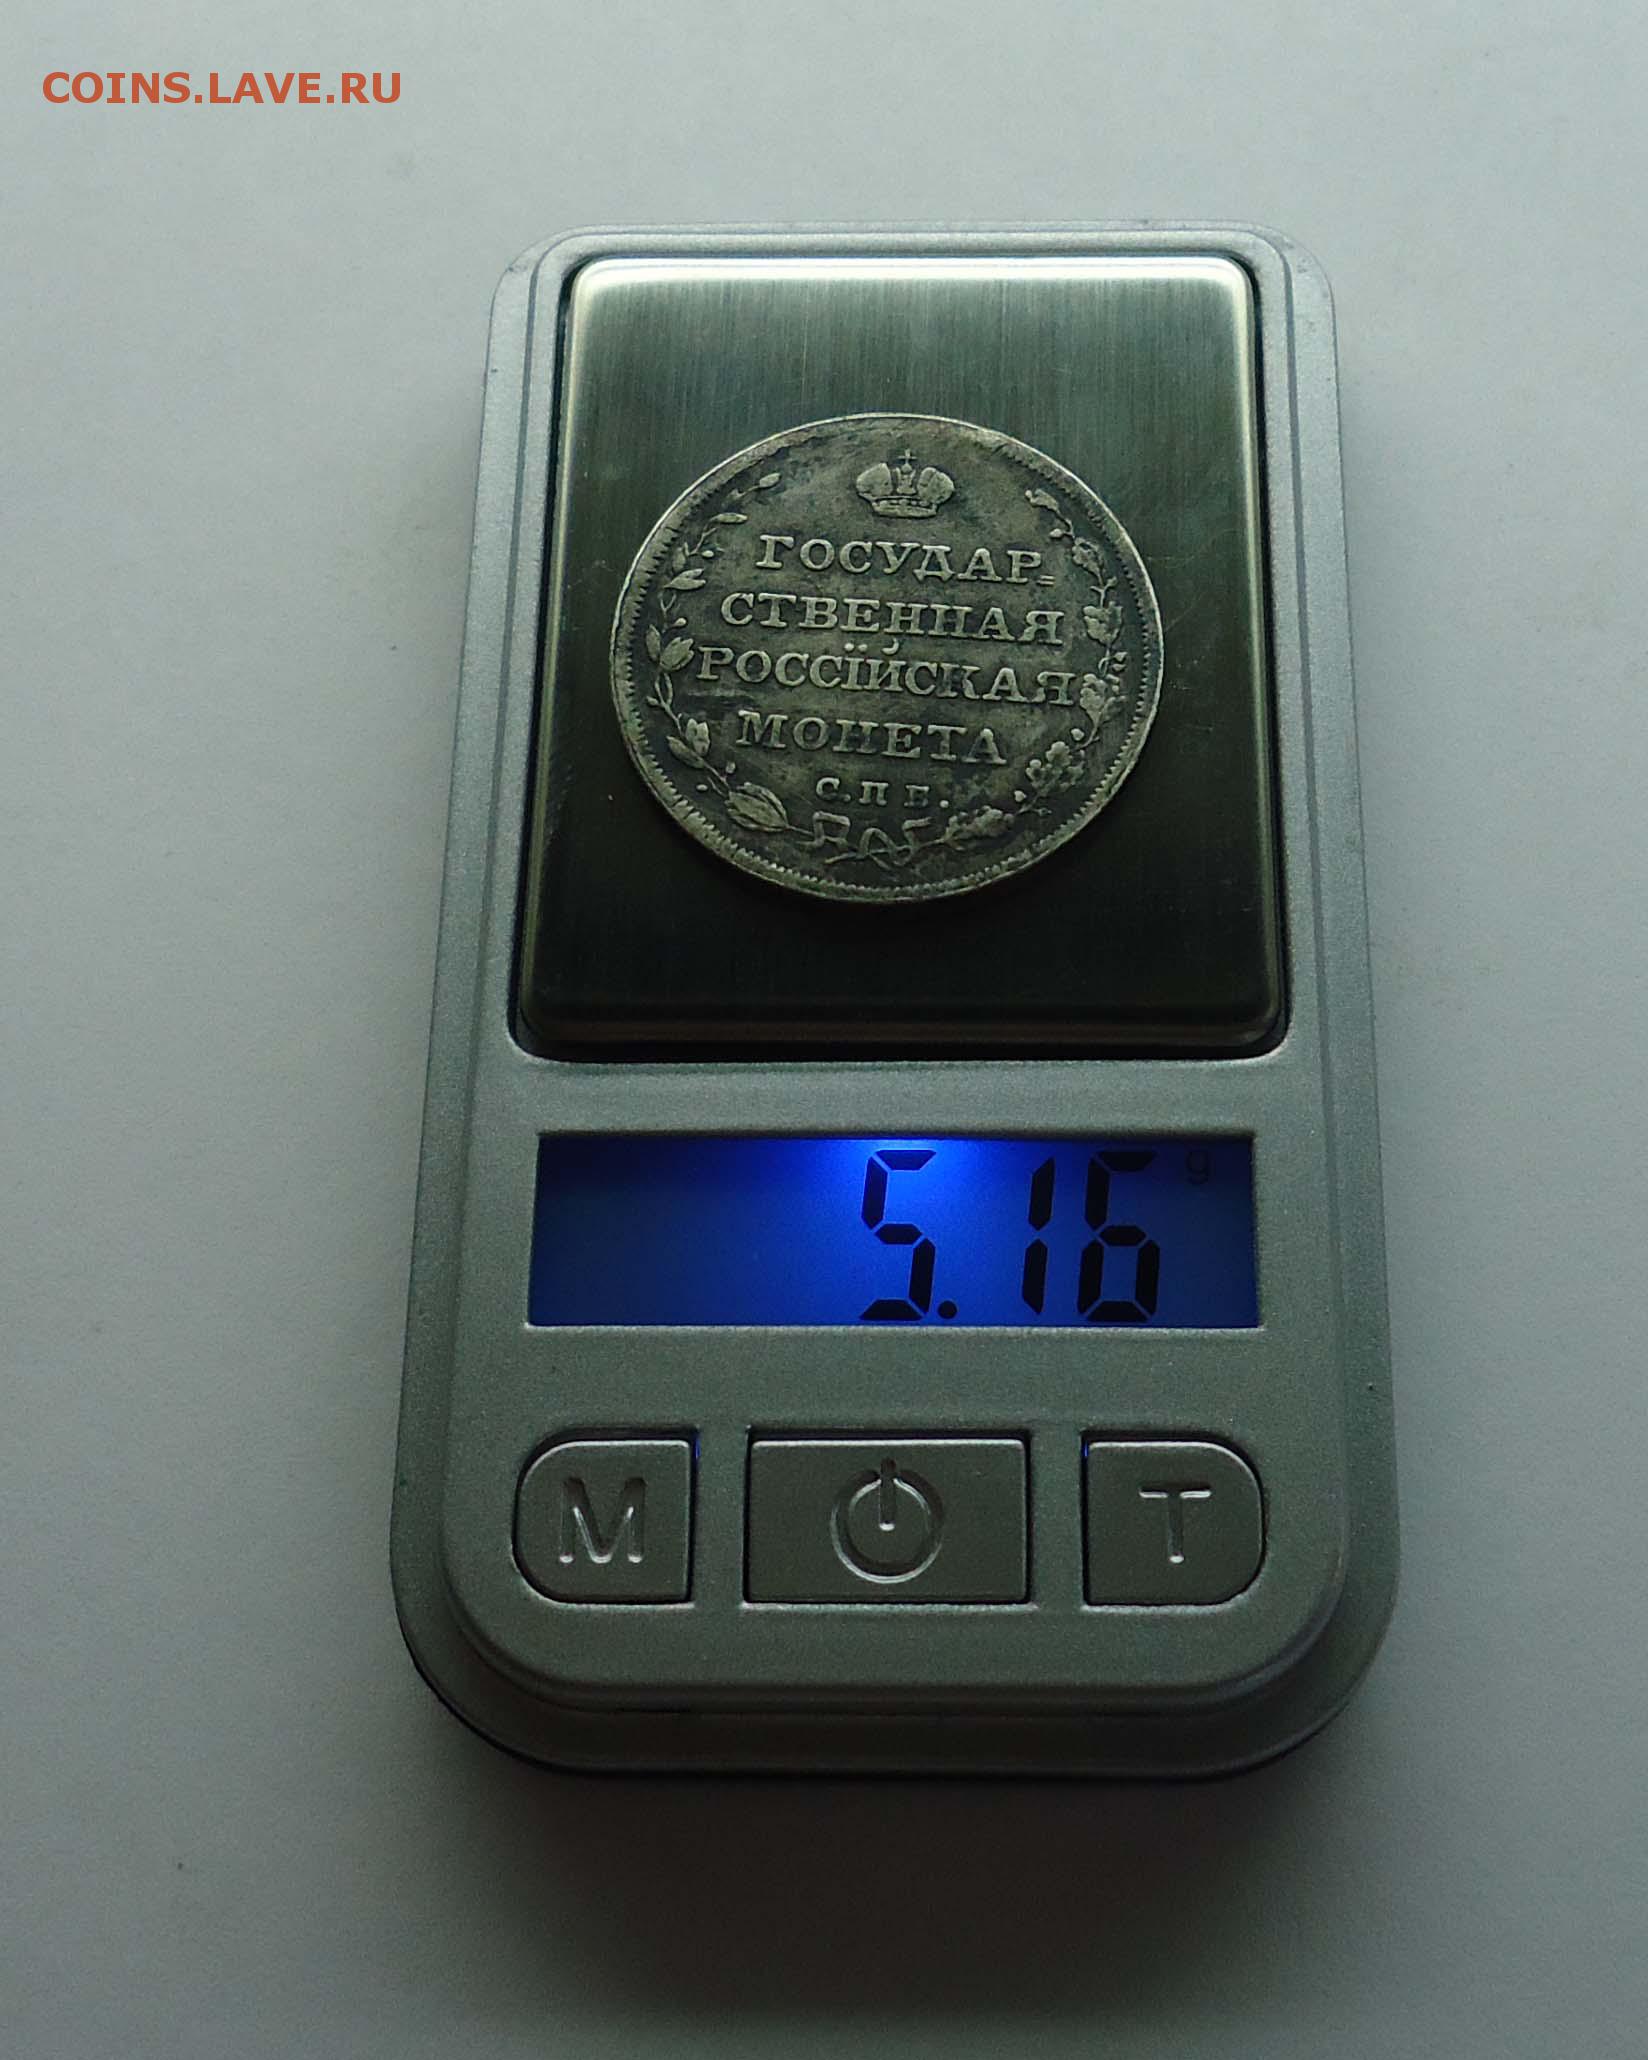 COINS.LAVE.RU
ГОСУДАР=
СТВЕННАЯ
РОССІЙСКАЯ
МОНЕТА
С.П Б.
5.16 g
M T